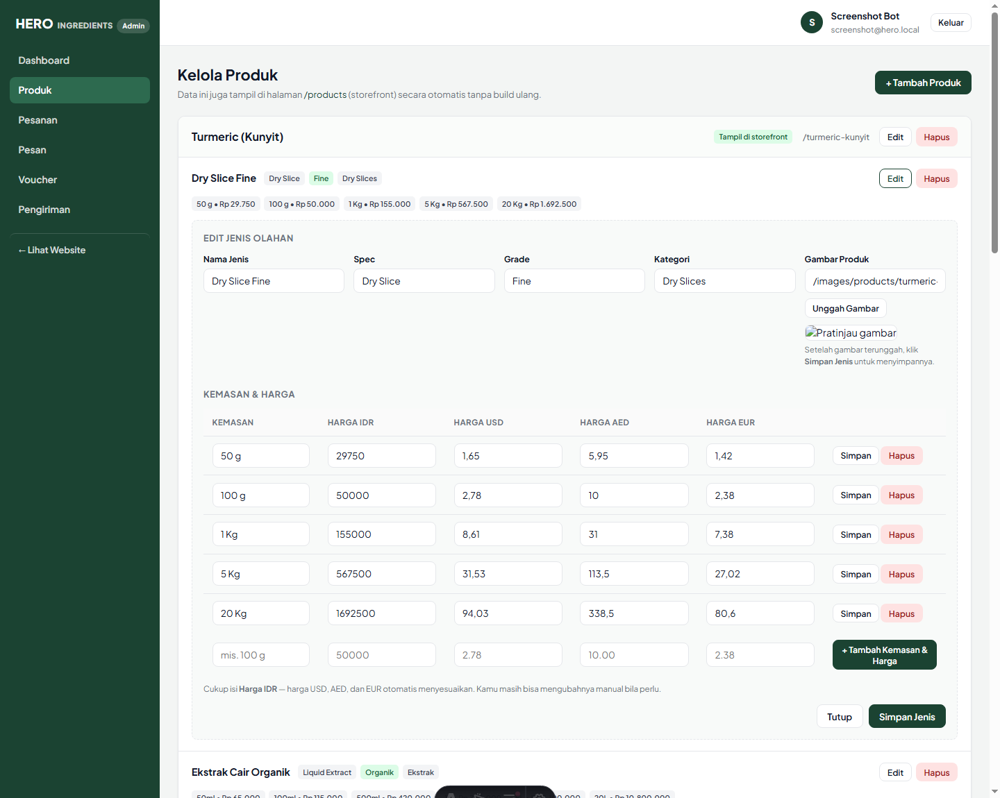 HERO INGREDIENTS Admin
Dashboard
Produk
Pesanan
Pesan
Voucher
Pengiriman
← Lihat Website
S
Screenshot Bot
screenshot@hero.local
Keluar
Kelola Produk
Data ini juga tampil di halaman /products (storefront) secara otomatis tanpa build ulang.
+ Tambah Produk
Turmeric (Kunyit)
Tampil di storefront /turmeric-kunyit Edit Hapus
Dry Slice Fine Dry Slice Fine Dry Slices Edit Hapus
50 g • Rp 29.750 100 g • Rp 50.000 1 Kg • Rp 155.000 5 Kg • Rp 567.500 20 Kg • Rp 1.692.500
EDIT JENIS OLAHAN
Nama Jenis Spec Grade Kategori Gambar Produk
Dry Slice Fine Dry Slice Fine Dry Slices /images/products/turmeric-
Unggah Gambar
Pratinjau gambar
Setelah gambar terunggah, klik
Simpan Jenis untuk menyimpannya.
KEMASAN & HARGA
KEMASAN HARGA IDR HARGA USD HARGA AED HARGA EUR
50 g 29750 1,65 5,95 1,42 Simpan Hapus
100 g 50000 2,78 10 2,38 Simpan Hapus
1 Kg 155000 8,61 31 7,38 Simpan Hapus
5 Kg 567500 31,53 113,5 27,02 Simpan Hapus
20 Kg 1692500 94,03 338,5 80,6 Simpan Hapus
mis. 100 g 50000 2.78 10.00 2.38 + Tambah Kemasan &
Harga
Cukup isi Harga IDR — harga USD, AED, dan EUR otomatis menyesuaikan. Kamu masih bisa mengubahnya manual bila perlu.
Tutup Simpan Jenis
Ekstrak Cair Organik Liquid Extract Organik Ekstrak Edit Hapus
50ml • Rp 65.000 100ml • Rp 115.000 500ml • Rp 420.000 20L • Rp 10.800.000